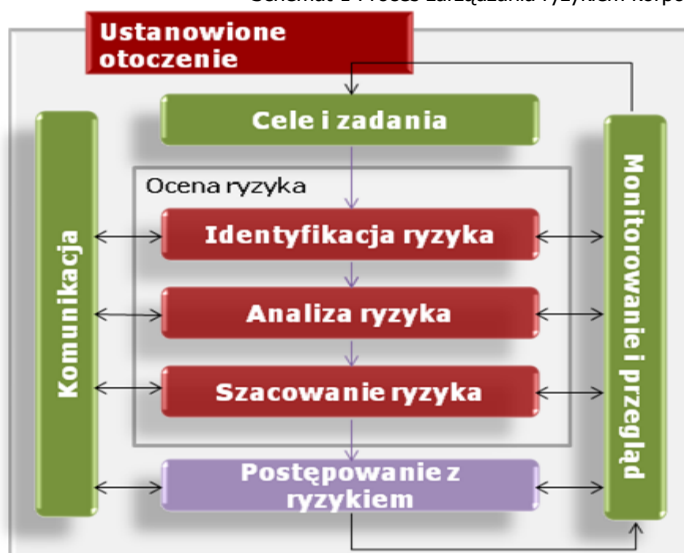 Ustanowione
otoczenie
Cele i zadania
Ocena ryzyka
Identyfikacja ryzyka
Analiza ryzyka
Szacowanie ryzyka
Postępowanie z
ryzykiem
Komunikacja
Monitorowanie i przegląd